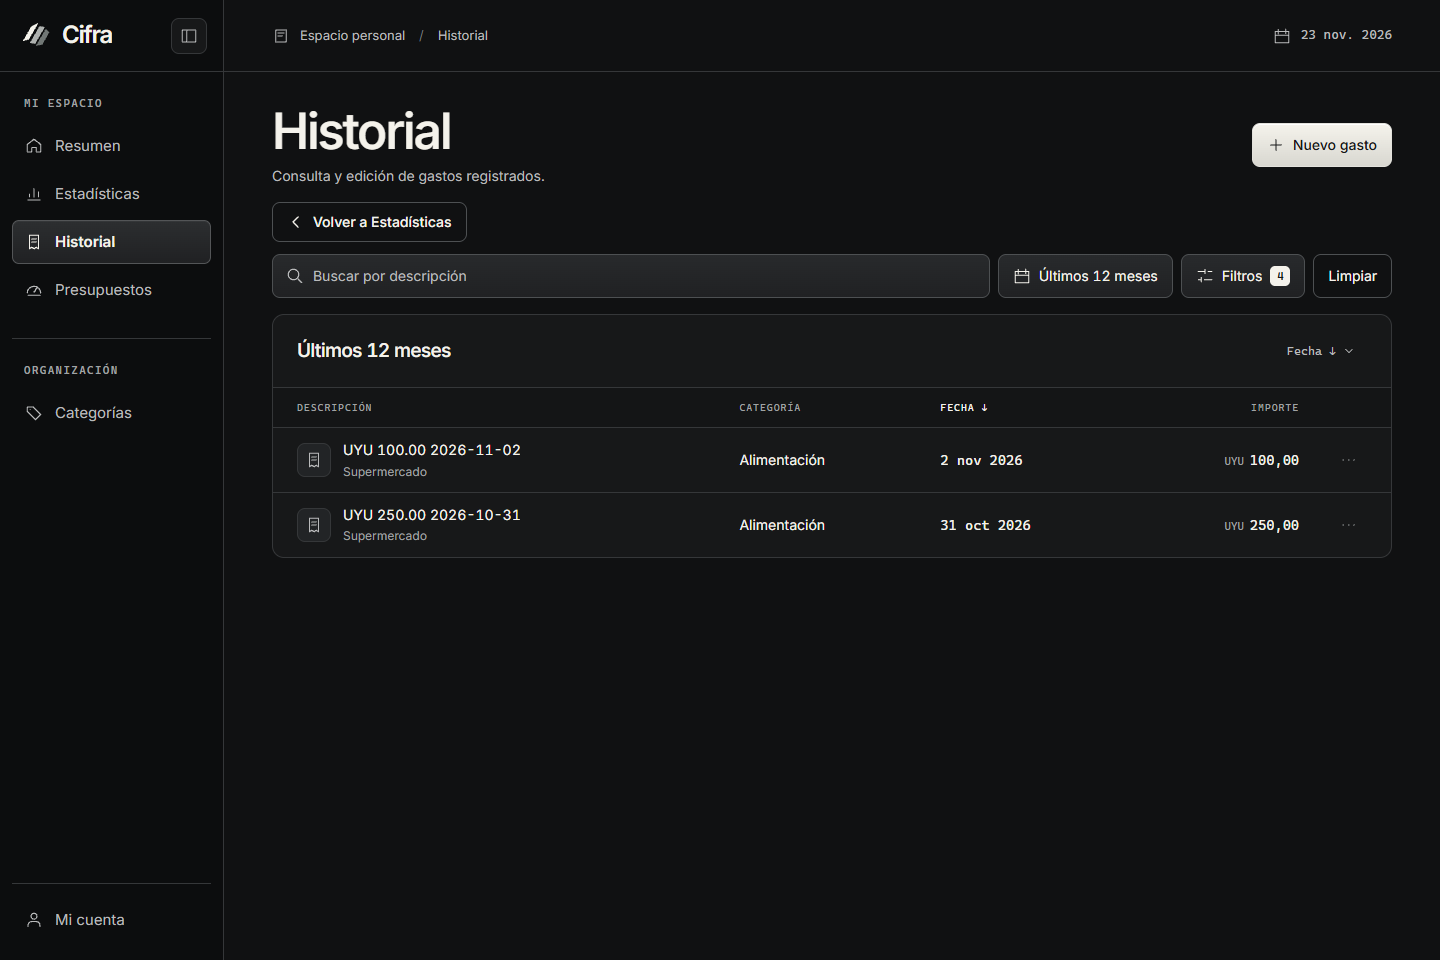 Cifra
Espacio personal / Historial
23 nov. 2026
MI ESPACIO
Resumen
Estadísticas
Historial
Presupuestos
ORGANIZACIÓN
Categorías
Mi cuenta
Historial
Consulta y edición de gastos registrados.
Nuevo gasto
Volver a Estadísticas
Buscar por descripción
Últimos 12 meses
Filtros 4
Limpiar
Últimos 12 meses
Fecha ↓
DESCRIPCIÓN CATEGORÍA FECHA ↓ IMPORTE
UYU 100.00 2026-11-02
Supermercado
Alimentación
2 nov 2026
UYU 100,00
UYU 250.00 2026-10-31
Supermercado
Alimentación
31 oct 2026
UYU 250,00